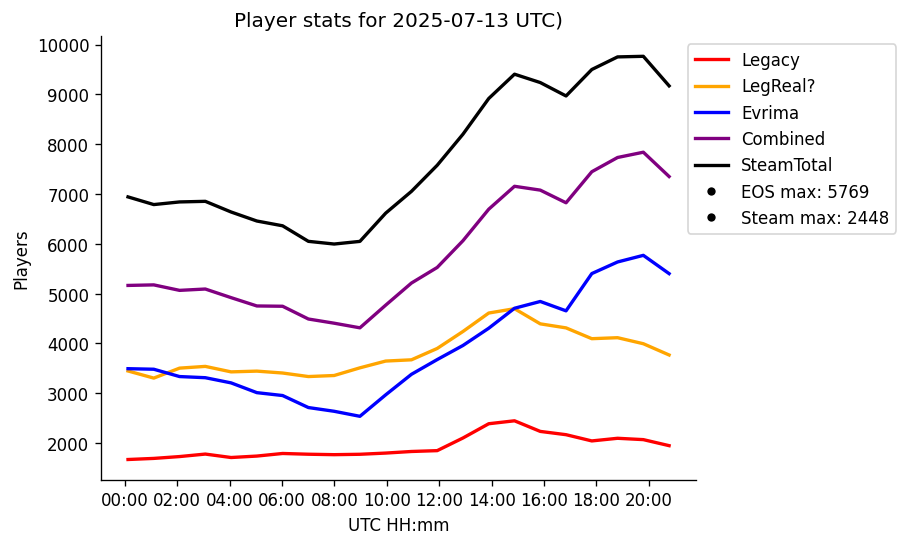 Player stats for 2025-07-13 UTC)
10000
9000
8000
7000
6000
5000
4000
3000
2000
Players
00:00 02:00 04:00 06:00 08:00 10:00 12:00 14:00 16:00 18:00 20:00
UTC HH:mm
Legacy
LegReal?
Evrima
Combined
SteamTotal
EOS max: 5769
Steam max: 2448